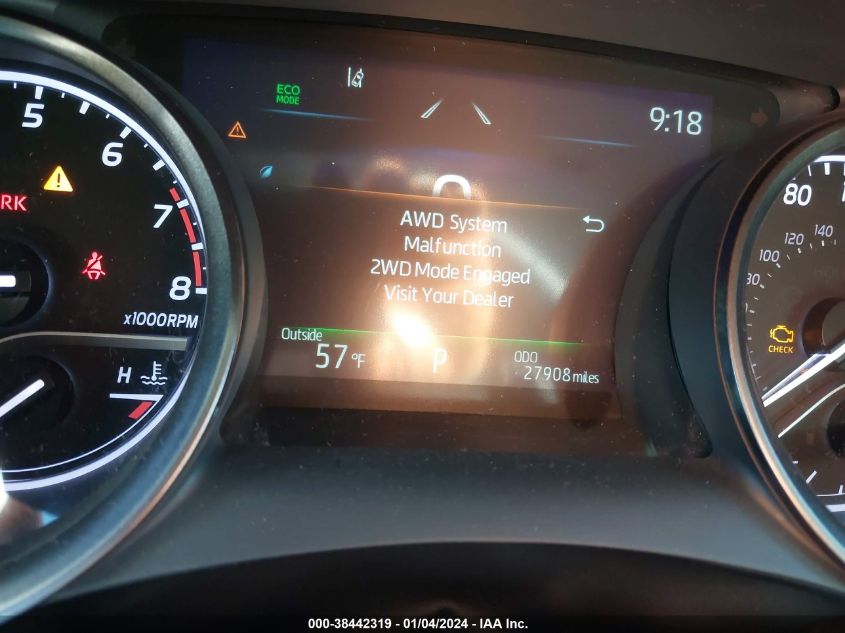 5
6
7
8
x1000RPM
RK
H
ECO
MODE
9:18
AWD System
Malfunction
2WD Mode Engaged
Visit Your Dealer
Outside
57 °F
P
ODO
27908 miles
80
140
120
100
80
CHECK
000-38442319 - 01/04/2024 - IAA Inc.